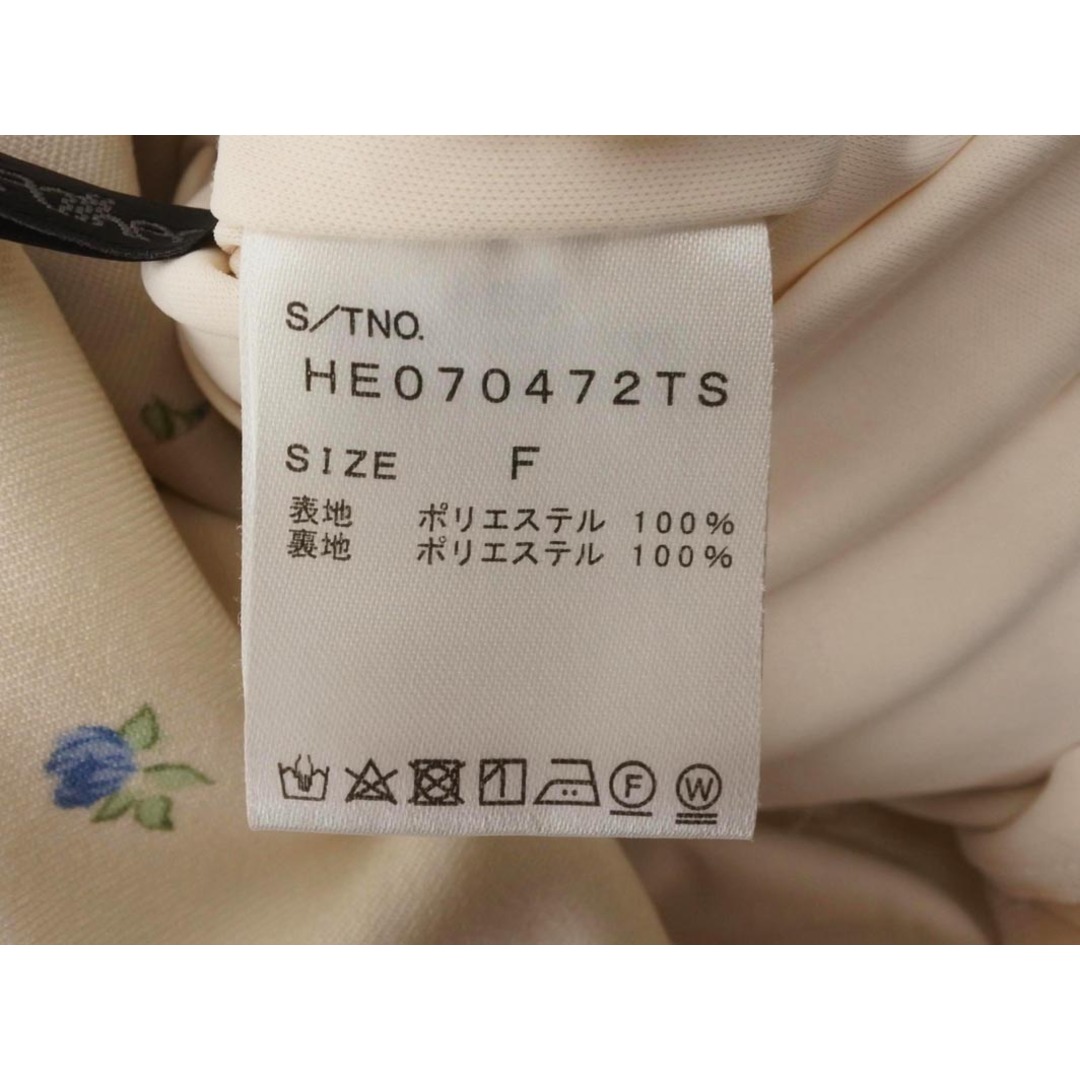 S/TNO.
HE070472TS
SIZE F
表地 ポリエステル 100%
裏地 ポリエステル 100%
F W